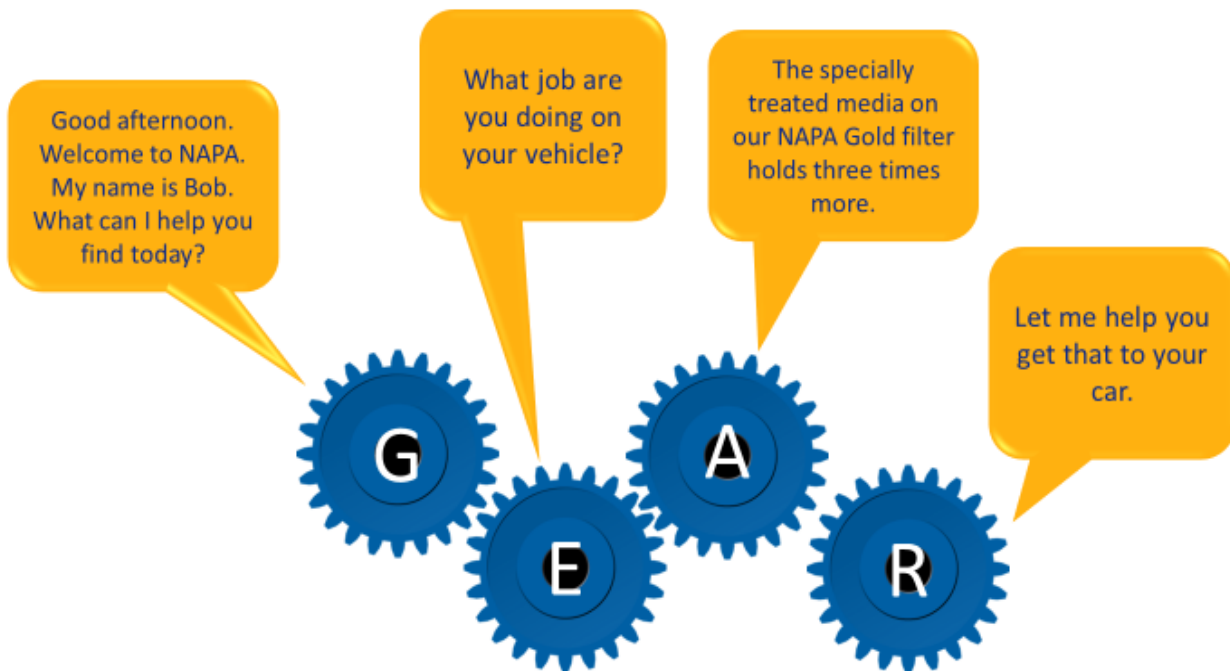 Good afternoon.
Welcome to NAPA.
My name is Bob.
What can I help you
find today?
What job are
you doing on
your vehicle?
The specially
treated media on
our NAPA Gold filter
holds three times
more.
Let me help you
get that to your
car.
G
E
A
R